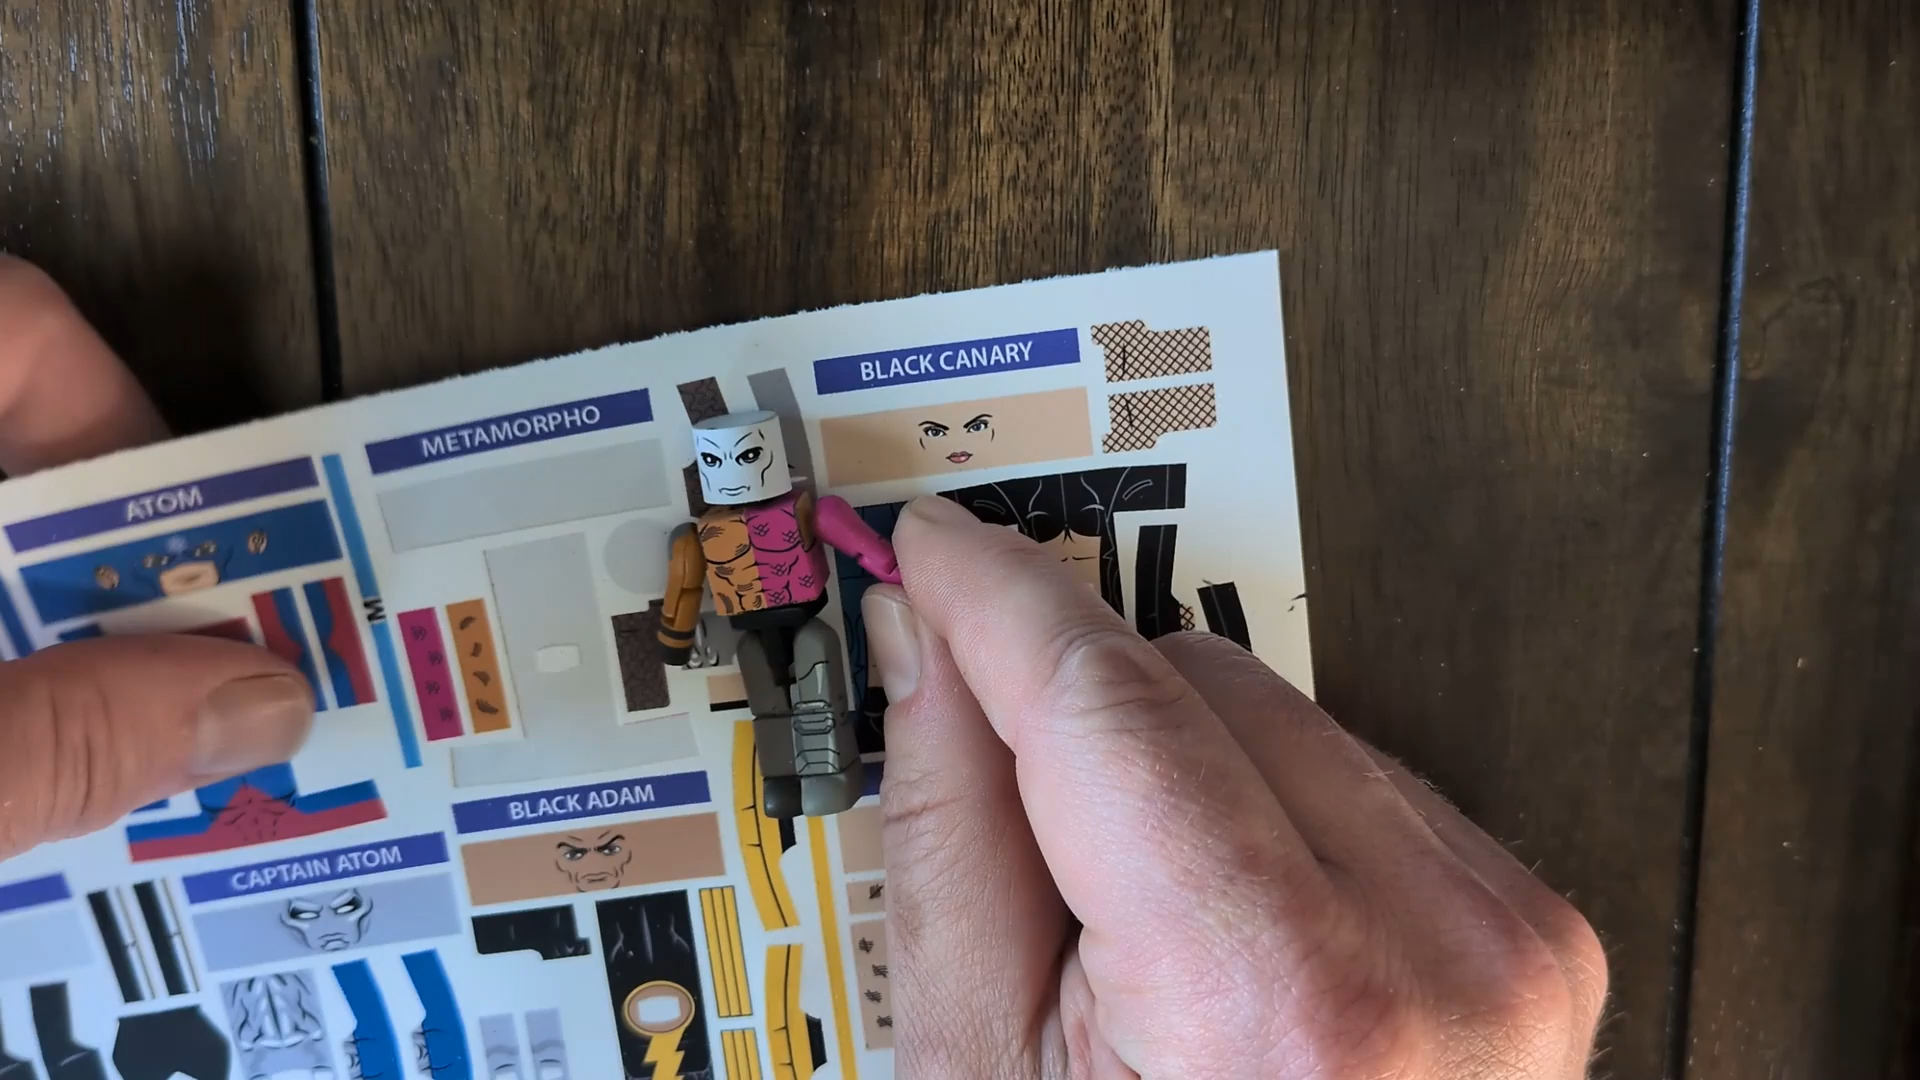 BLACK CANARY
METAMORPHO
ATOM
M
BLACK ADAM
CAPTAIN ATOM